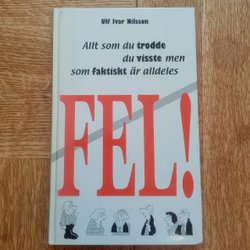 Ulf Ivar Nilsson
Allt som du trodde
du visste men
som faktiskt är alldeles
FEL!